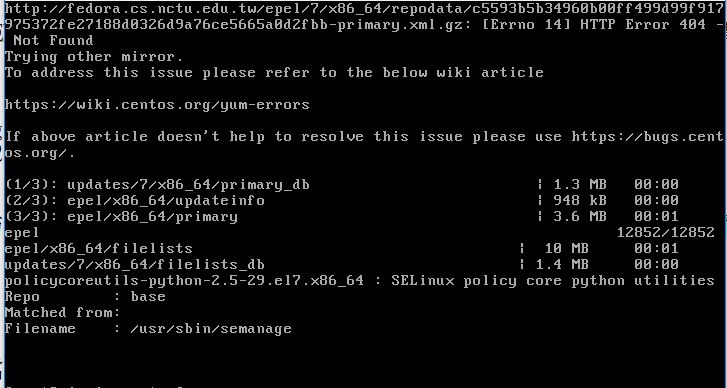 http://fedora.cs.nctu.edu.tw/epel/7/x86_64/repodata/c5593b5b34960b00ff499d99f917
975372fe27188d0326d9a76ce5665a0d2fbb-primary.xml.gz: [Errno 14] HTTP Error 404 -
 Not Found
Trying other mirror.
To address this issue please refer to the below wiki article
https://wiki.centos.org/yum-errors
If above article doesn't help to resolve this issue please use https://bugs.cent
os.org/.
(1/3): updates/7/x86_64/primary_db | 1.3 MB 00:00
(2/3): epel/x86_64/updateinfo | 948 kB 00:00
(3/3): epel/x86_64/primary | 3.6 MB 00:01
epel 12852/12852
epel/x86_64/filelists | 10 MB 00:01
updates/7/x86_64/filelists_db | 1.4 MB 00:00
policycoreutils-python-2.5-29.el7.x86_64 : SELinux policy core python utilities
Repo : base
Matched from:
Filename : /usr/sbin/semanage